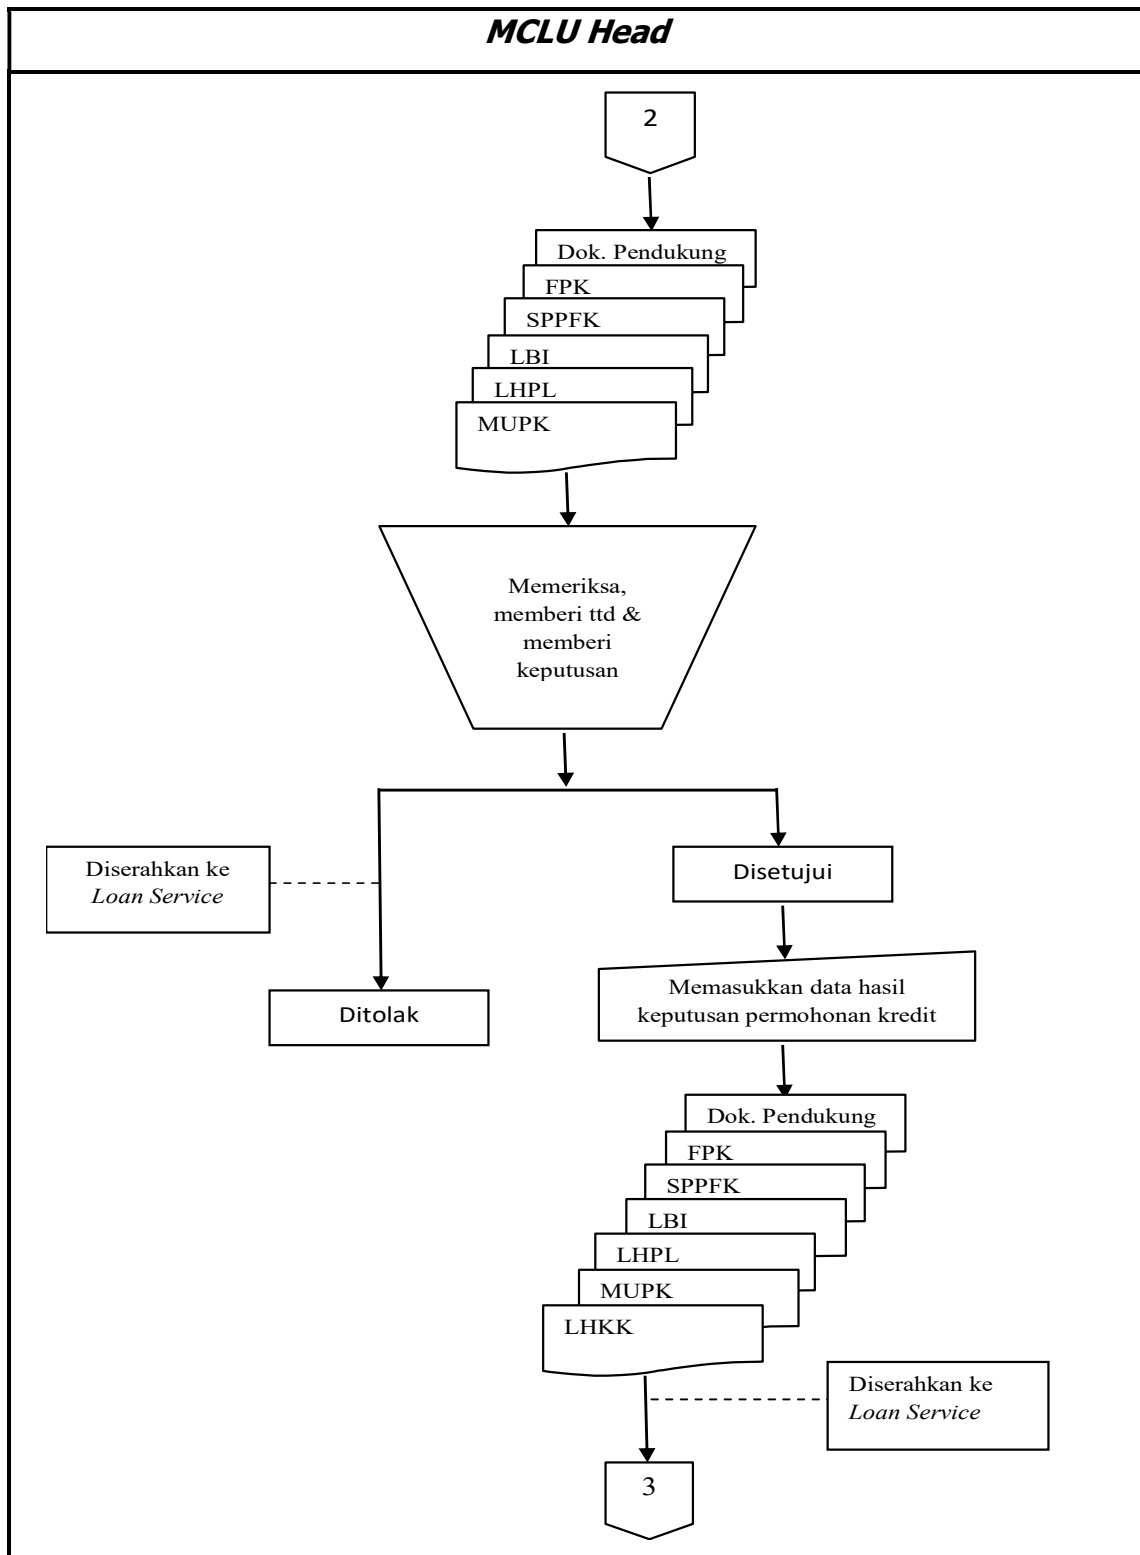 MCLU Head
2
Dok. Pendukung
FPK
SPPFK
LBI
LHPL
MUPK
Memeriksa,
memberi ttd &
memberi
keputusan
Diserahkan ke
Loan Service
Disetujui
Ditolak
Memasukkan data hasil
keputusan permohonan kredit
Dok. Pendukung
FPK
SPPFK
LBI
LHPL
MUPK
LHKK
Diserahkan ke
Loan Service
3